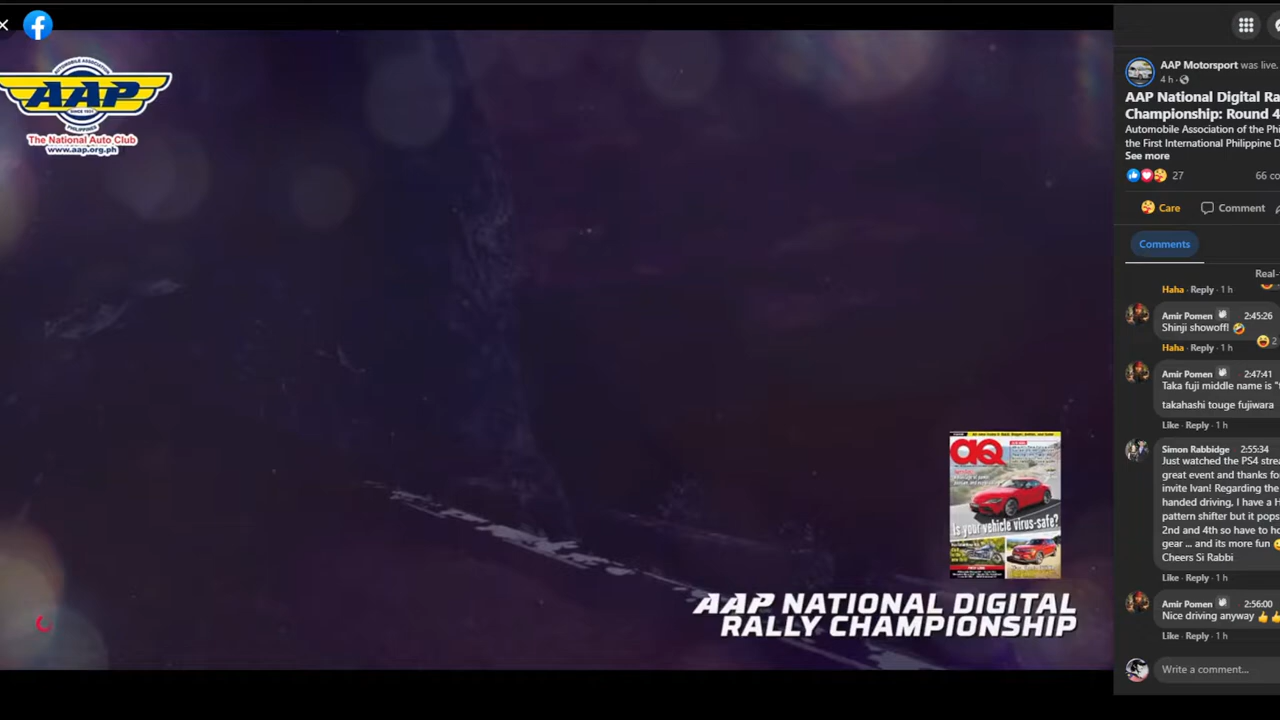 AUTOMOBILE ASSOCIATION
AAP
SINCE 1931
PHILIPPINES
The National Auto Club
www.aap.org.ph
aq
Is your vehicle virus-safe?
AAP NATIONAL DIGITAL
RALLY CHAMPIONSHIP
AAP Motorsport was live.
4 h ·
AAP National Digital Ra
Championship: Round 4
Automobile Association of the Phi
the First International Philippine D
See more
27
66 co
Care
Comment
Comments
Real-
Haha · Reply · 1 h
Amir Pomen 2:45:26
Shinji showoff! 🤣
2
Haha · Reply · 1 h
Amir Pomen 2:47:41
Taka fuji middle name is "t
takahashi touge fujiwara
Like · Reply · 1 h
Simon Rabbidge 2:55:34
Just watched the PS4 strea
great event and thanks fo
invite Ivan! Regarding the
handed driving, I have a H
pattern shifter but it pops
2nd and 4th so have to ho
gear ... and its more fun
Cheers Si Rabbi
Like · Reply · 1 h
Amir Pomen 2:56:00
Nice driving anyway 👍👍
Like · Reply · 1 h
Write a comment...